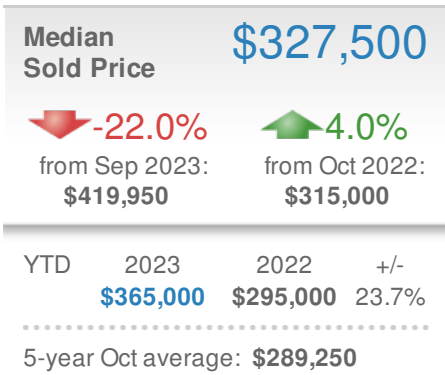 Median $327,500
Sold Price
-22.0% 4.0%
from Sep 2023: from Oct 2022:
$419,950 $315,000
YTD 2023 2022 +/-
$365,000 $295,000 23.7%
5-year Oct average: $289,250